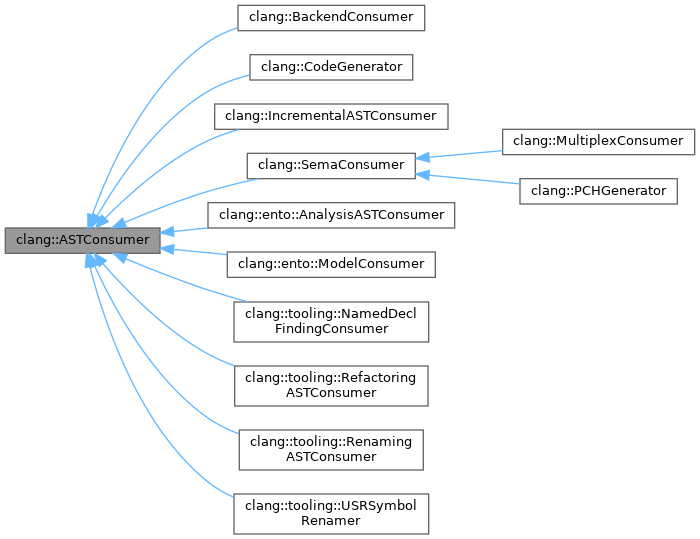 clang::BackendConsumer
clang::CodeGenerator
clang::IncrementalASTConsumer
clang::MultiplexConsumer
clang::SemaConsumer
clang::PCHGenerator
clang::ento::AnalysisASTConsumer
clang::ASTConsumer
clang::ento::ModelConsumer
clang::tooling::NamedDecl
FindingConsumer
clang::tooling::Refactoring
ASTConsumer
clang::tooling::Renaming
ASTConsumer
clang::tooling::USRSymbol
Renamer